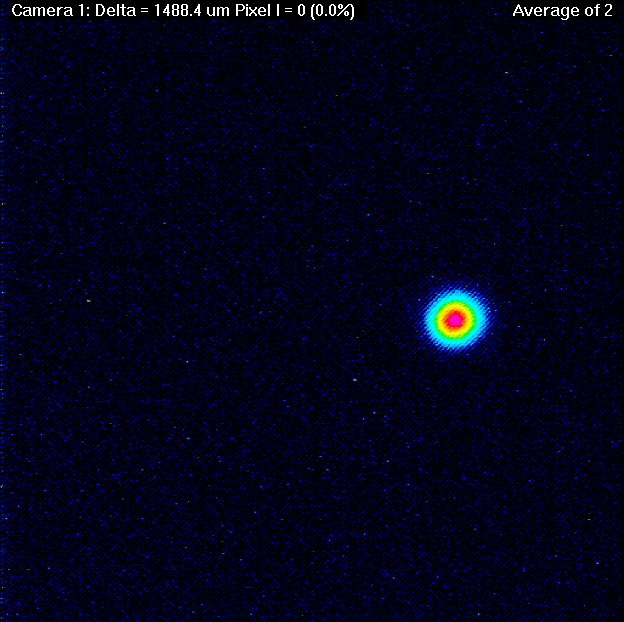 Camera 1: Delta = 1488.4 um Pixel I = 0 (0.0%) Average of 2